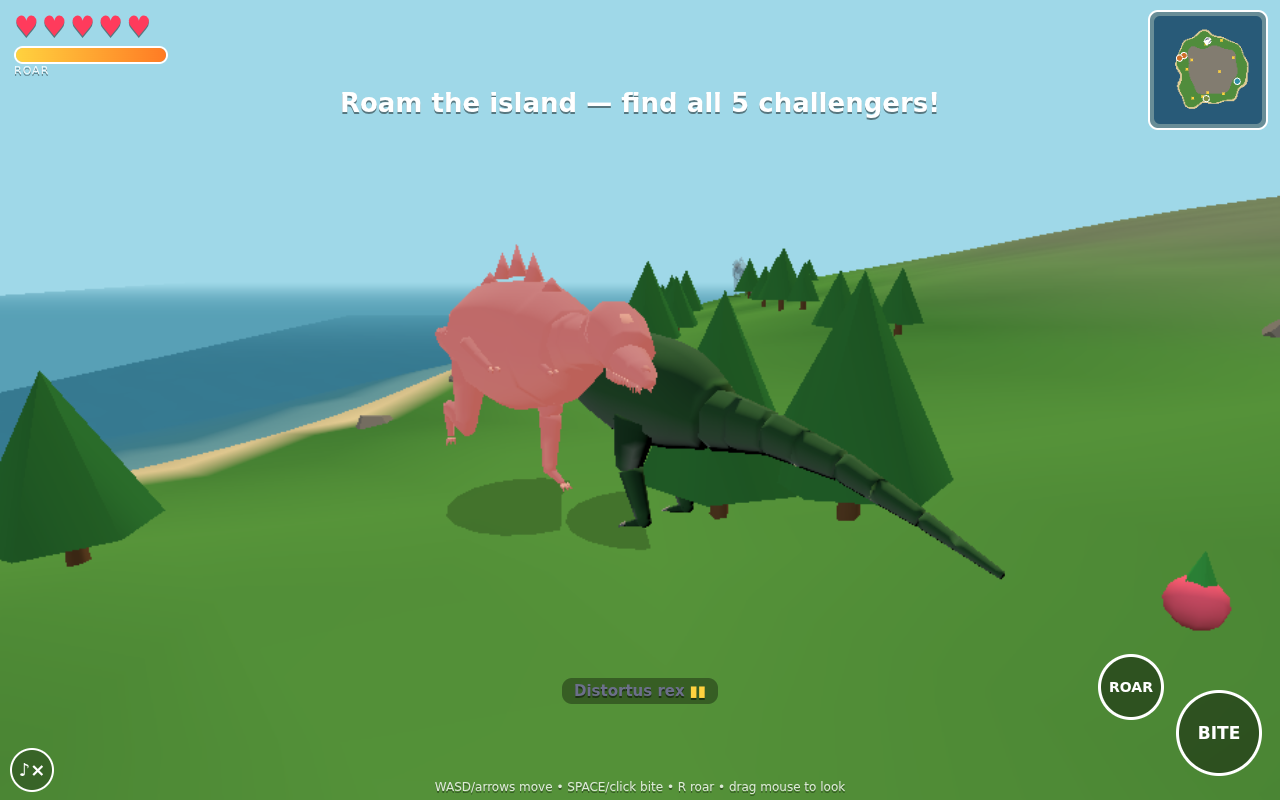 ROAR
Roam the island — find all 5 challengers!
Distortus rex
ROAR
BITE
WASD/arrows move • SPACE/click bite • R roar • drag mouse to look